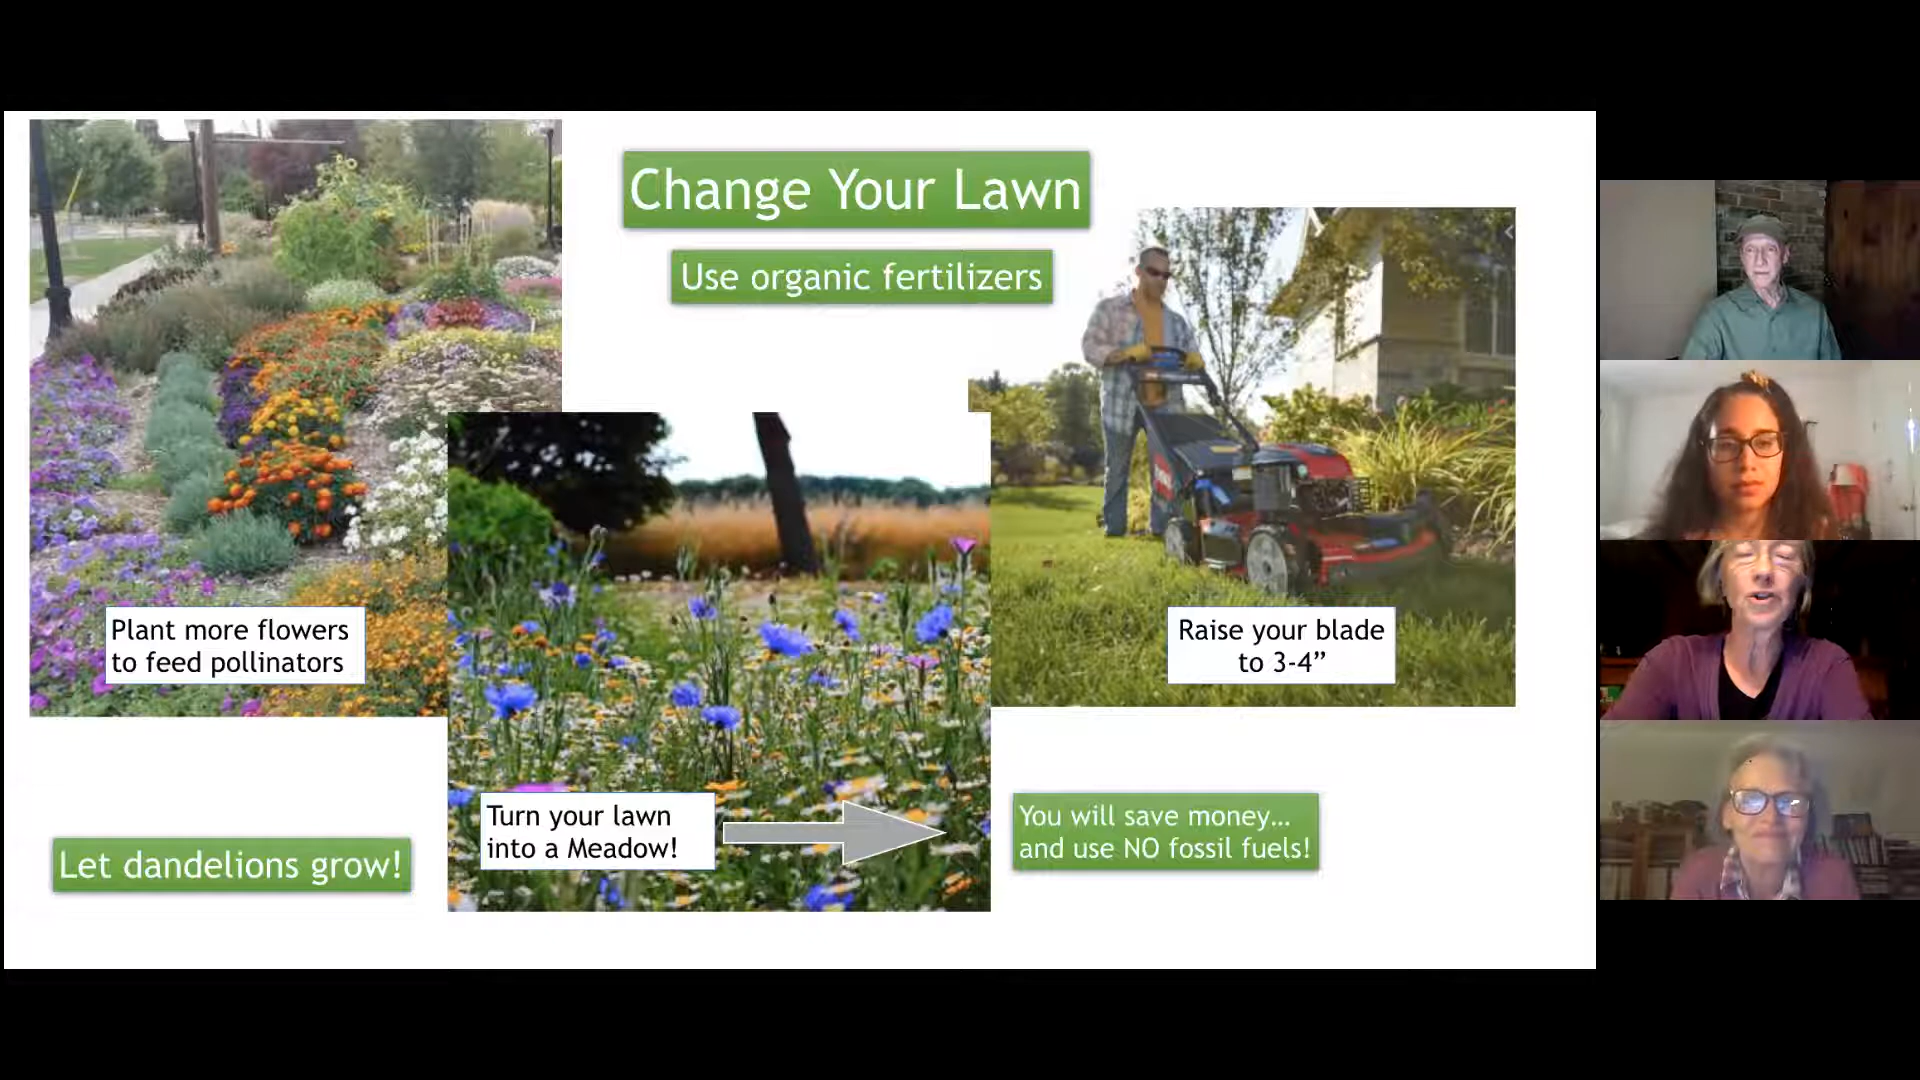 Change Your Lawn
Use organic fertilizers
Plant more flowers
to feed pollinators
Raise your blade
to 3-4”
Turn your lawn
into a Meadow!
You will save money...
and use NO fossil fuels!
Let dandelions grow!